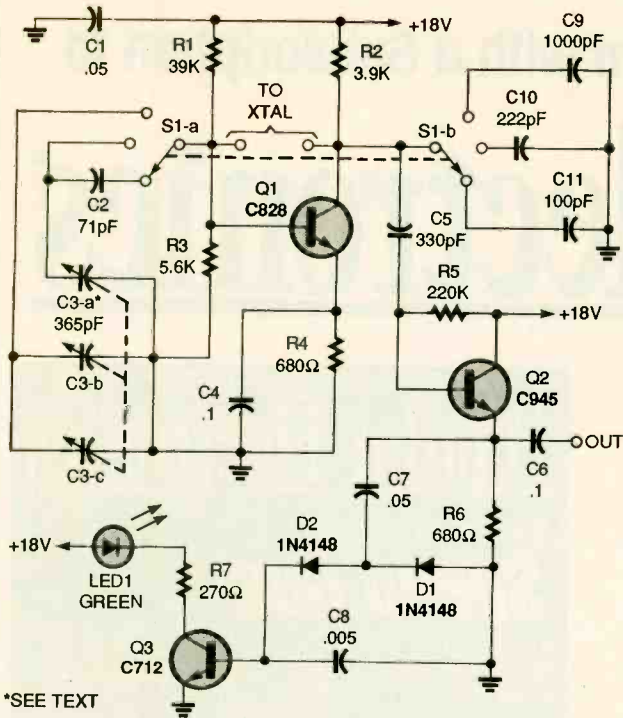 C1
.05
R1
39K
R2
3.9K
+18V
C9
1000pF
TO
XTAL
S1-a
S1-b
C10
222pF
C2
71pF
Q1
C828
C11
100pF
R3
5.6K
C5
330pF
R5
220K
+18V
C3-a*
365pF
C3-b
C3-c
C4
.1
R4
680Ω
Q2
C945
OUT
C6
.1
C7
.05
R6
680Ω
+18V
LED1
GREEN
R7
270Ω
D2
1N4148
D1
1N4148
Q3
C712
C8
.005
*SEE TEXT